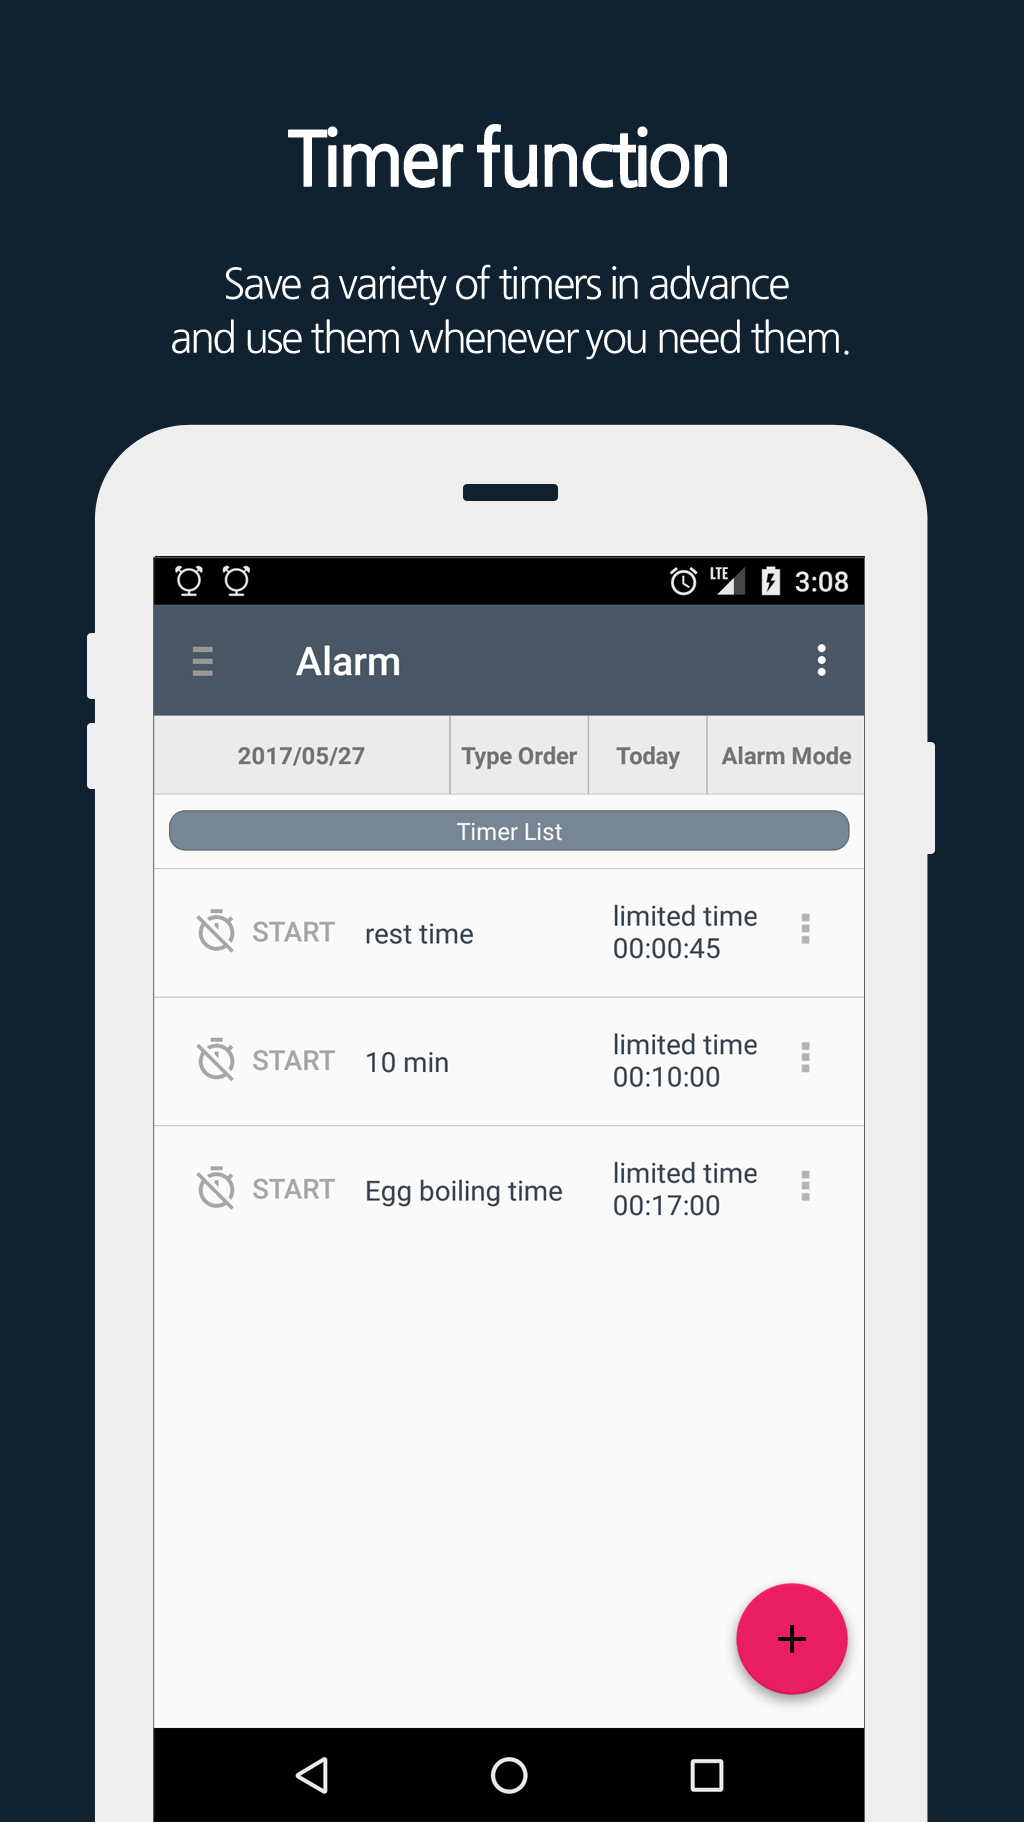 Timer function
Save a variety of timers in advance
and use them whenever you need them.
LTE 3:08
Alarm
2017/05/27 Type Order Today Alarm Mode
Timer List
START rest time limited time
00:00:45
START 10 min limited time
00:10:00
START Egg boiling time limited time
00:17:00